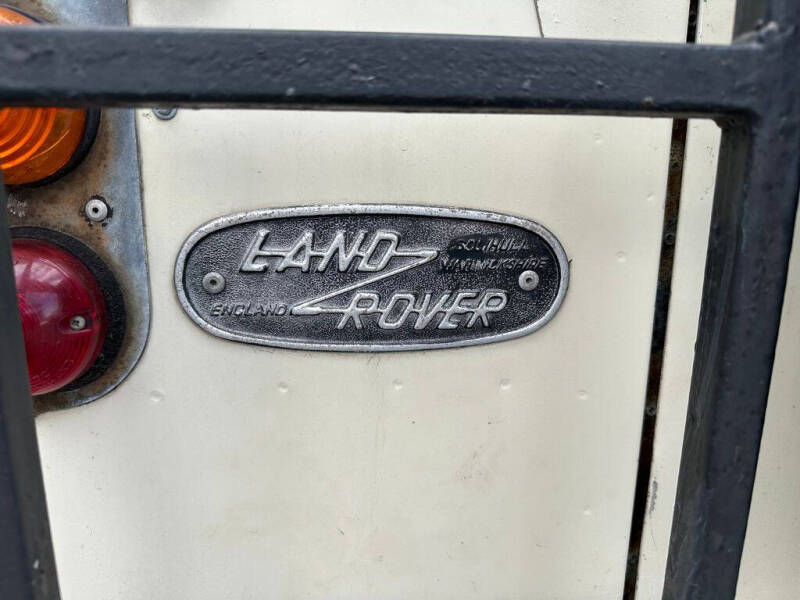 LAND
SOLIHULL
WARWICKSHIRE
ENGLAND
ROVER